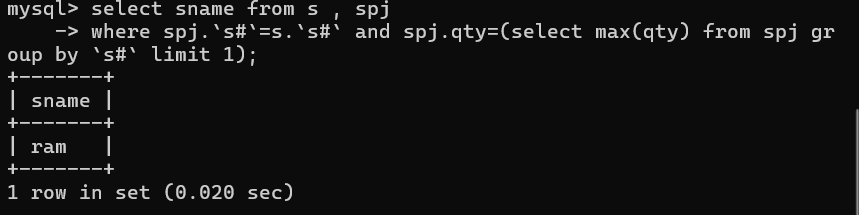 mysql> select sname from s , spj
    -> where spj.`s#`=s.`s#` and spj.qty=(select max(qty) from spj gr
oup by `s#` limit 1);
+-------+
| sname |
+-------+
| ram   |
+-------+
1 row in set (0.020 sec)